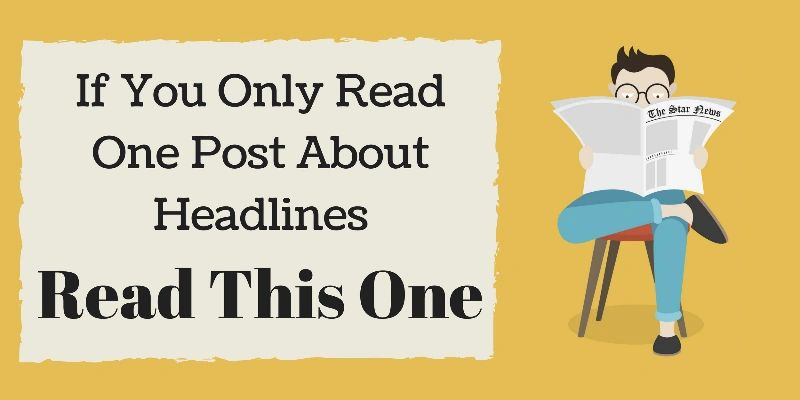 If You Only Read
One Post About
Headlines
Read This One
The Star News